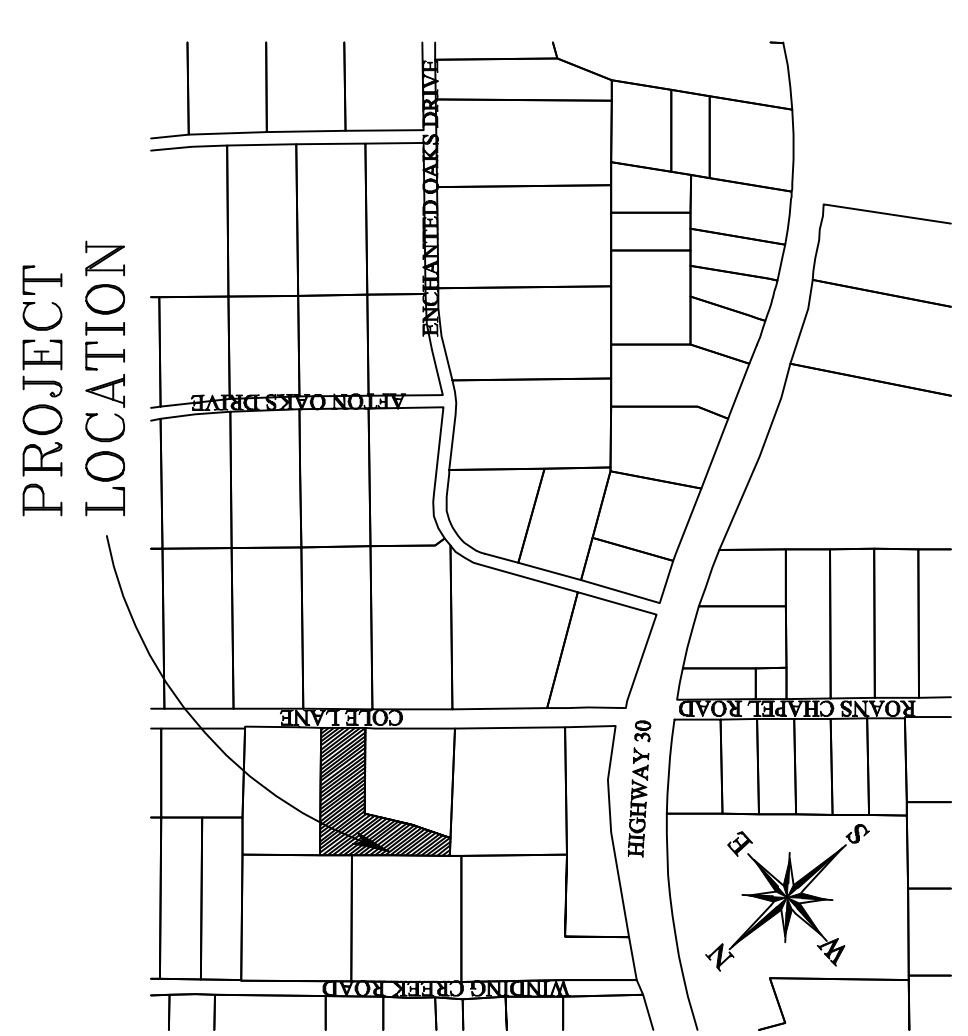 PROJECT
LOCATION
ENCHANTED OAKS DRIVE
AFTON OAKS DRIVE
COLE LANE
ROANS CHAPEL ROAD
HIGHWAY 30
WINDING CREEK ROAD
E
S
N
W